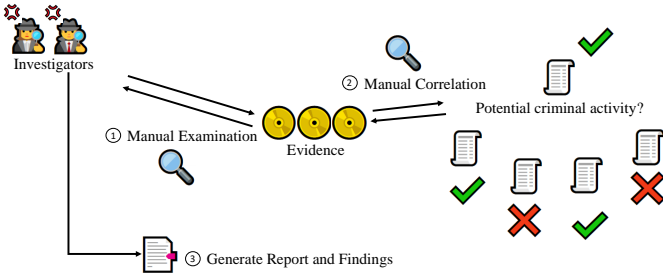 Investigators
② Manual Correlation
Potential criminal activity?
① Manual Examination
Evidence
③ Generate Report and Findings